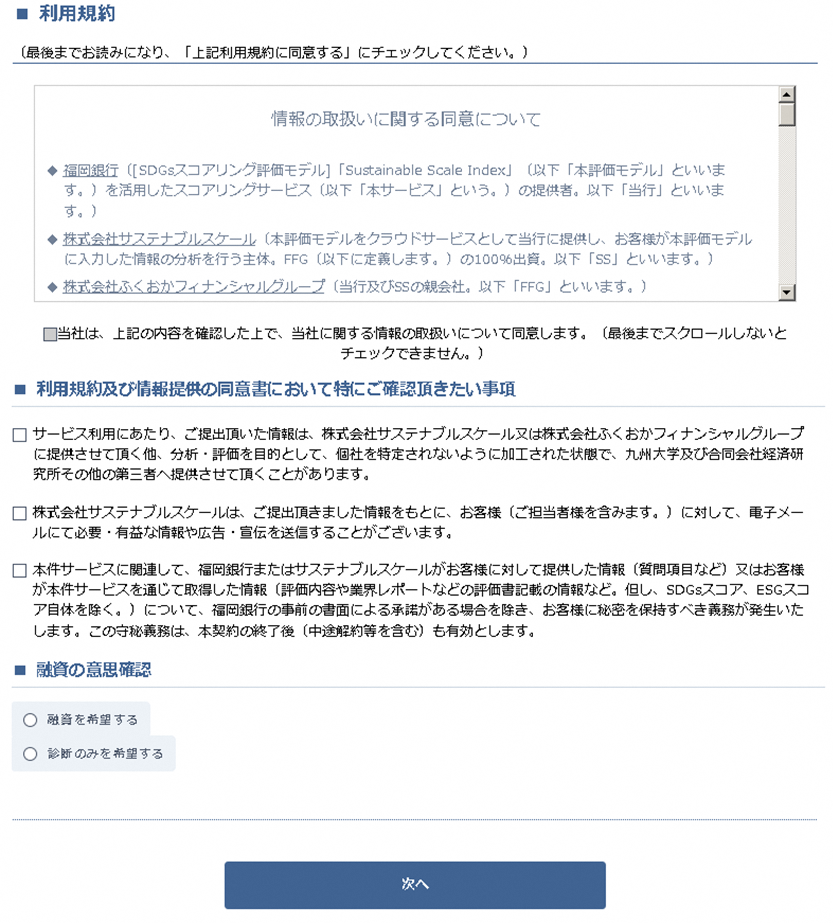 ■ 利用規約
（最後までお読みになり、「上記利用規約に同意する」にチェックしてください。）
情報の取扱いに関する同意について
◆ 福岡銀行（[SDGsスコアリング評価モデル]「Sustainable Scale Index」（以下「本評価モデル」といいま
す。）を活用したスコアリングサービス（以下「本サービス」という。）の提供者。以下「当行」といいま
す。）
◆ 株式会社サステナブルスケール（本評価モデルをクラウドサービスとして当行に提供し、お客様が本評価モデル
に入力した情報の分析を行う主体。FFG（以下に定義します。）の100%出資。以下「SS」といいます。）
◆ 株式会社ふくおかフィナンシャルグループ（当行及びSSの親会社。以下「FFG」といいます。）
当社は、上記の内容を確認した上で、当社に関する情報の取扱いについて同意します。（最後までスクロールしないと
チェックできません。）
■ 利用規約及び情報提供の同意書において特にご確認頂きたい事項
サービス利用にあたり、ご提出頂いた情報は、株式会社サステナブルスケール又は株式会社ふくおかフィナンシャルグループ
に提供させて頂く他、分析・評価を目的として、個社を特定されないように加工された状態で、九州大学及び合同会社経済研
究所その他の第三者へ提供させて頂くことがあります。
株式会社サステナブルスケールは、ご提出頂きました情報をもとに、お客様（ご担当者様を含みます。）に対して、電子メー
ルにて必要・有益な情報や広告・宣伝を送信することがございます。
本件サービスに関連して、福岡銀行またはサステナブルスケールがお客様に対して提供した情報（質問項目など）又はお客様
が本件サービスを通じて取得した情報（評価内容や業界レポートなどの評価書記載の情報など。但し、SDGsスコア、ESGスコ
ア自体を除く。）について、福岡銀行の事前の書面による承諾がある場合を除き、お客様に秘密を保持すべき義務が発生いた
します。この守秘義務は、本契約の終了後（中途解約等を含む）も有効とします。
■ 融資の意思確認
融資を希望する
診断のみを希望する
次へ